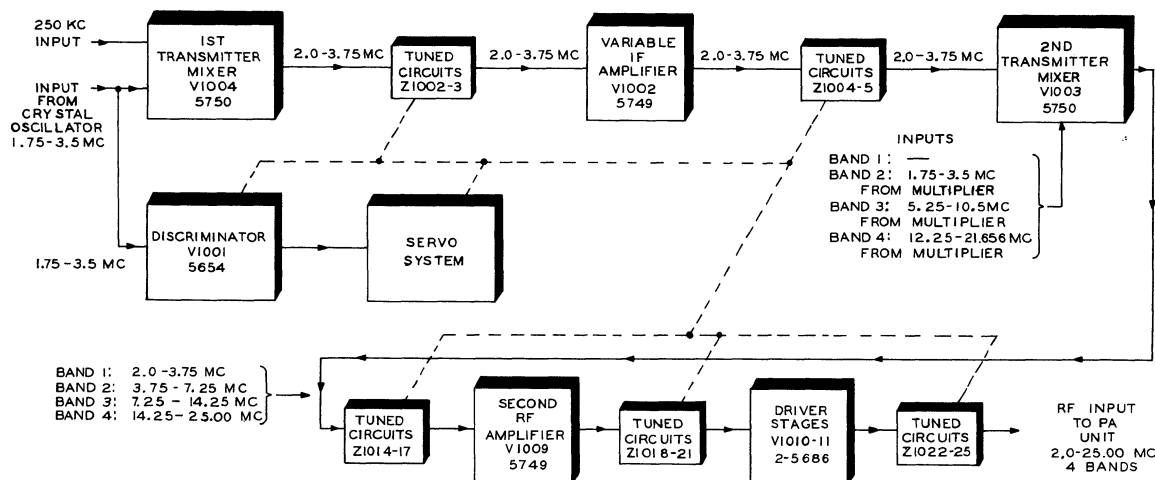 250 KC
INPUT
INPUT
FROM
CRYSTAL
OSCILLATOR
1.75-3.5 MC
1ST
TRANSMITTER
MIXER
V1004
5750
2.0-3.75 MC
TUNED
CIRCUITS
Z1002-3
2.0-3.75 MC
VARIABLE
IF
AMPLIFIER
V1002
5749
2.0-3.75 MC
TUNED
CIRCUITS
Z1004-5
2.0-3.75 MC
2ND
TRANSMITTER
MIXER
V1003
5750
INPUTS
BAND 1: —
BAND 2: 1.75-3.5 MC
FROM MULTIPLIER
BAND 3: 5.25-10.5 MC
FROM MULTIPLIER
BAND 4: 12.25-21.656 MC
FROM MULTIPLIER
1.75-3.5 MC
DISCRIMINATOR
V1001
5654
SERVO
SYSTEM
BAND 1: 2.0-3.75 MC
BAND 2: 3.75-7.25 MC
BAND 3: 7.25-14.25 MC
BAND 4: 14.25-25.00 MC
TUNED
CIRCUITS
Z1014-17
SECOND
RF
AMPLIFIER
V1009
5749
TUNED
CIRCUITS
Z1018-21
DRIVER
STAGES
V1010-11
2-5686
TUNED
CIRCUITS
Z1022-25
RF INPUT
TO PA
UNIT
2.0-25.00 MC
4 BANDS